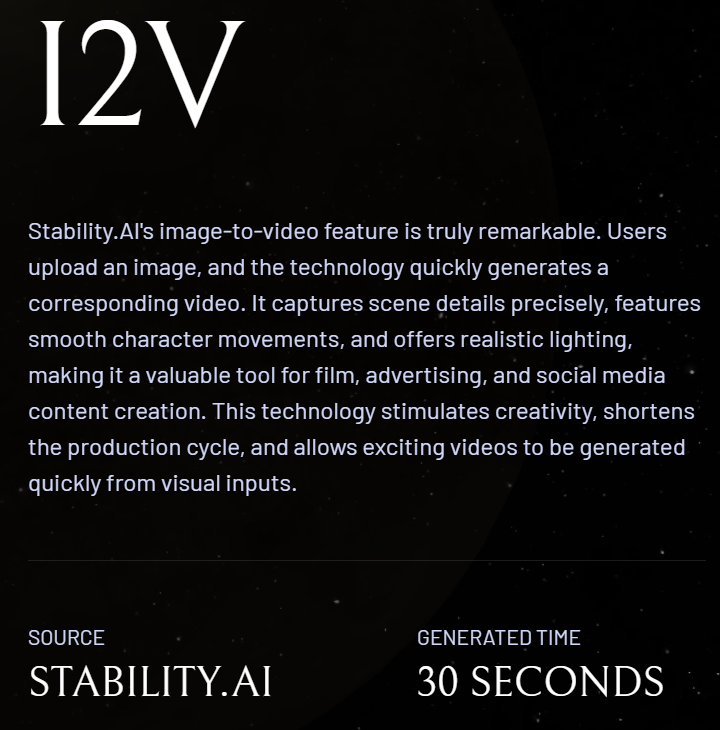 I2V
Stability.AI's image-to-video feature is truly remarkable. Users
upload an image, and the technology quickly generates a
corresponding video. It captures scene details precisely, features
smooth character movements, and offers realistic lighting,
making it a valuable tool for film, advertising, and social media
content creation. This technology stimulates creativity, shortens
the production cycle, and allows exciting videos to be generated
quickly from visual inputs.
SOURCE
STABILITY.AI
GENERATED TIME
30 SECONDS